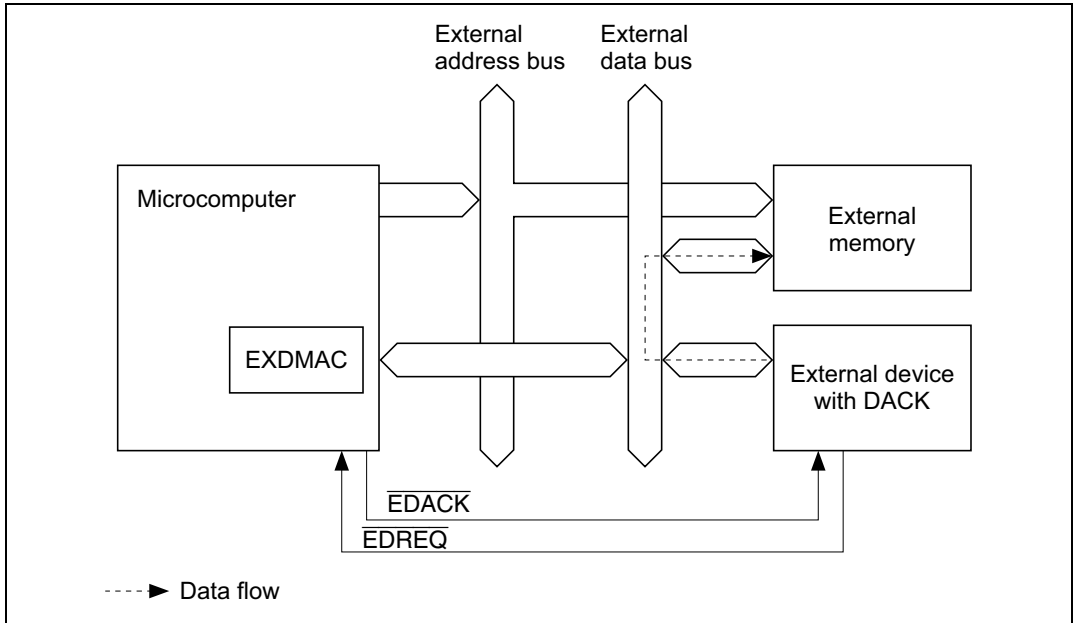 External
address bus
External
data bus
Microcomputer
External
memory
EXDMAC
External device
with DACK
EDACK
EDREQ
Data flow